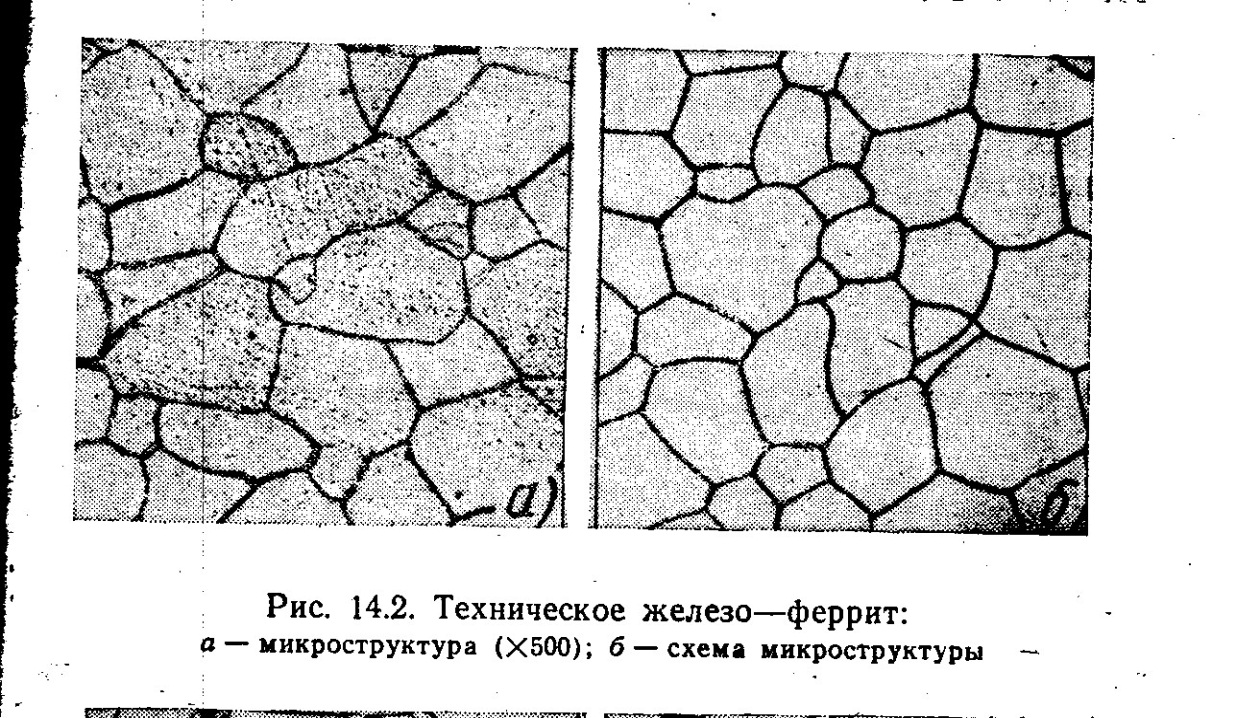 а)
б
Рис. 14.2. Техническое железо—феррит:
а — микроструктура (×500); б — схема микроструктуры